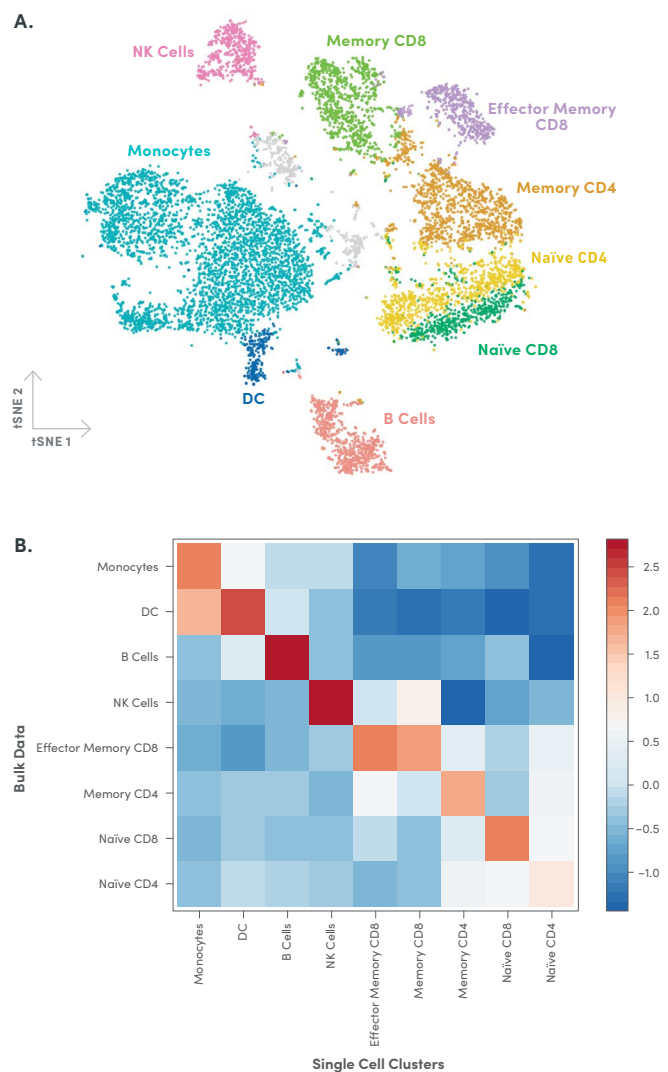 A.
NK Cells
Memory CD8
Effector Memory
CD8
Monocytes
Memory CD4
Naïve CD4
Naïve CD8
DC
B Cells
tSNE 2
tSNE 1
B.
Bulk Data
Monocytes
DC
B Cells
NK Cells
Effector Memory CD8
Memory CD4
Naïve CD8
Naïve CD4
2.5
2.0
1.5
1.0
0.5
0.0
−0.5
−1.0
Monocytes
DC
B Cells
NK Cells
Effector Memory CD8
Memory CD8
Memory CD4
Naïve CD8
Naïve CD4
Single Cell Clusters